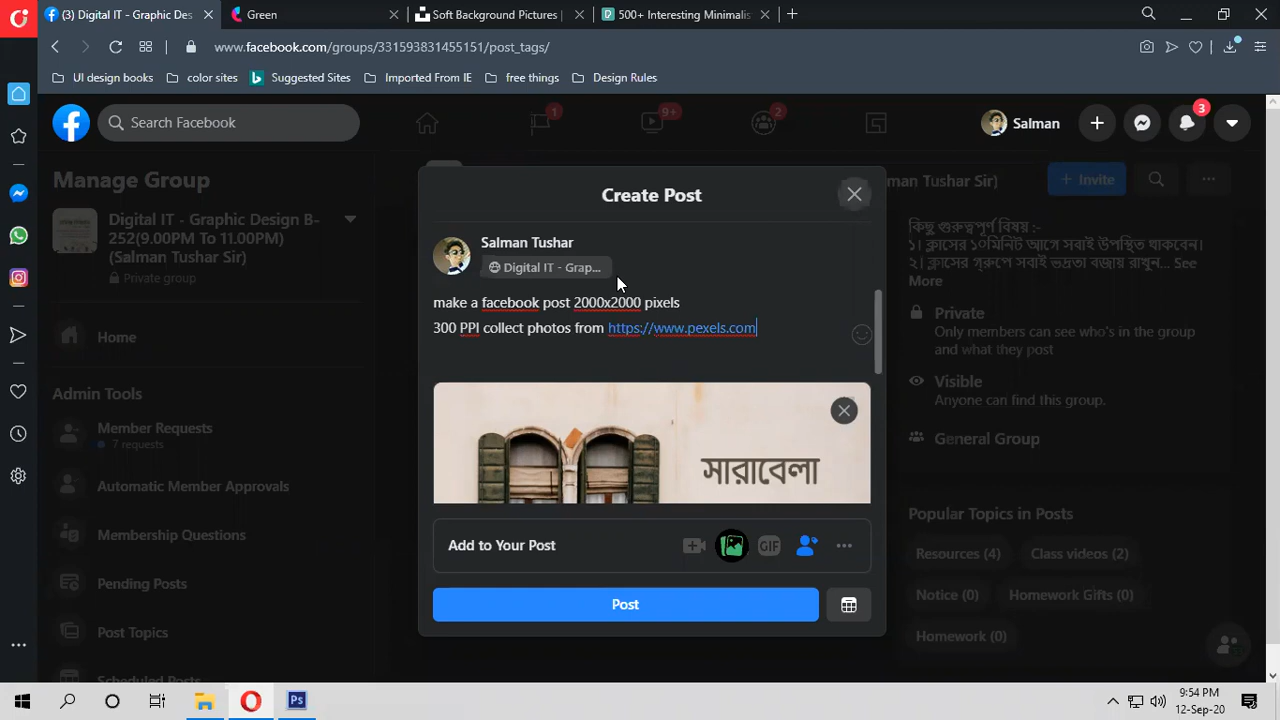 (3) Digital IT - Graphic Des
Green
Soft Background Pictures |
500+ Interesting Minimalis
www.facebook.com/groups/331593831455151/post_tags/
UI design books
color sites
Suggested Sites
Imported From IE
free things
Design Rules
Search Facebook
1
9+
2
Salman
3
Manage Group
Digital IT - Graphic Design B-
252(9.00PM To 11.00PM)
(Salman Tushar Sir)
Private group
Home
Admin Tools
Member Requests
7 requests
Automatic Member Approvals
Membership Questions
Pending Posts
Post Topics
Scheduled Posts
Create Post
Salman Tushar
Digital IT - Grap...
make a facebook post 2000x2000 pixels
300 PPI collect photos from https://www.pexels.com
সারাবেলা
Add to Your Post
GIF
Post
man Tushar Sir)
+ Invite
কিছু গুরুত্বপূর্ণ বিষয় :-
১। ক্লাসের ১০মিনিট আগে সবাই উপস্থিত থাকবেন।
২। ক্লাসের গ্রুপে সবাই ভদ্রতা বজায় রাখুন... See
More
Private
Only members can see who's in the group
and what they post
Visible
Anyone can find this group.
General Group
Popular Topics in Posts
Resources (4)
Class videos (2)
Notice (0)
Homework Gifts (0)
Homework (0)
Ps
9:54 PM
12-Sep-20